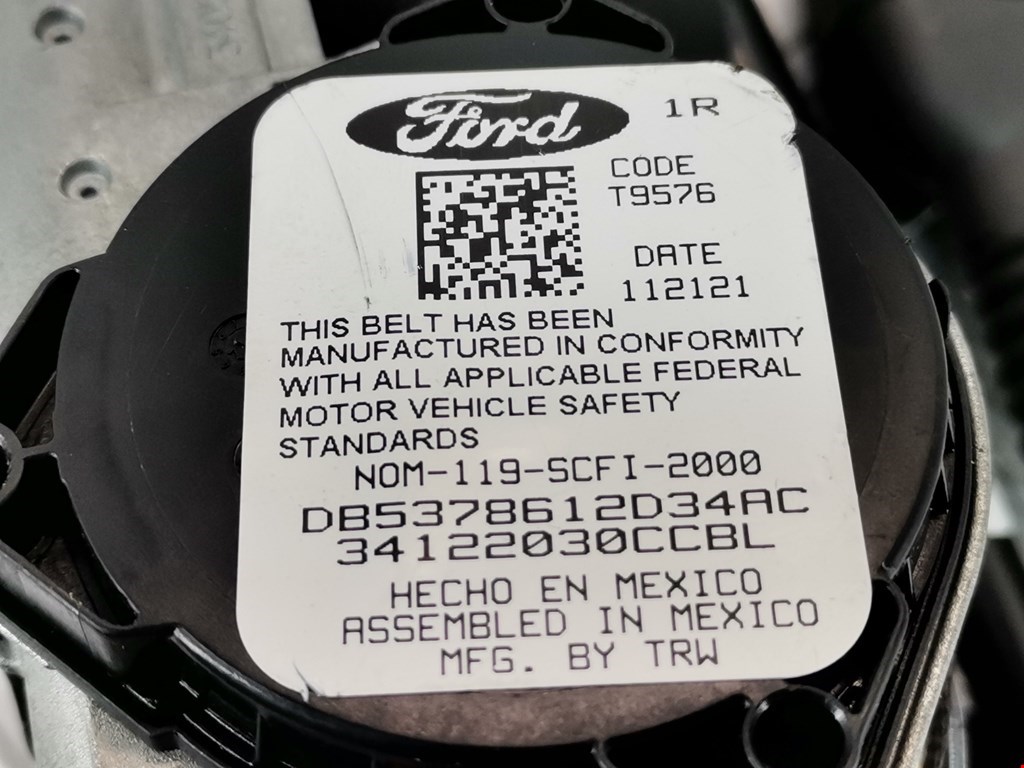 Ford
1R
CODE
T9576
DATE
112121
THIS BELT HAS BEEN
MANUFACTURED IN CONFORMITY
WITH ALL APPLICABLE FEDERAL
MOTOR VEHICLE SAFETY
STANDARDS
NOM-119-SCFI-2000
DB5378612D34AC
34122030CCBL
HECHO EN MEXICO
ASSEMBLED IN MEXICO
MFG. BY TRW